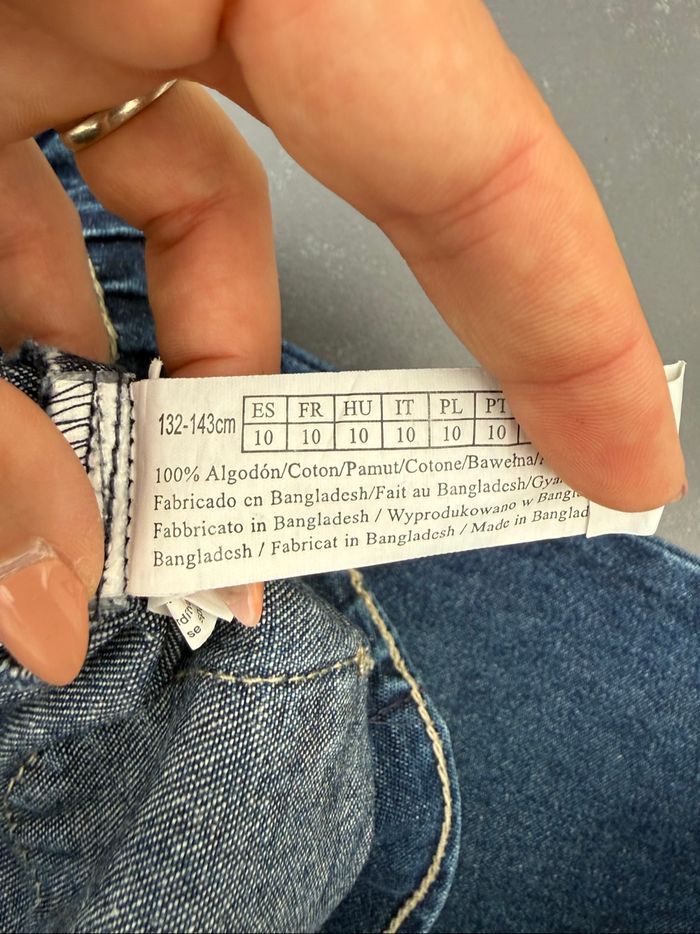 132-143cm
ES FR HU IT PL PT
10 10 10 10 10 10
100% Algodón/Coton/Pamut/Cotone/Bawełna/
Fabricado en Bangladesh/Fait au Bangladesh/
Fabbricato in Bangladesh / Wyprodukowano w
Bangladesh / Fabricat in Bangladesh / Made in
se